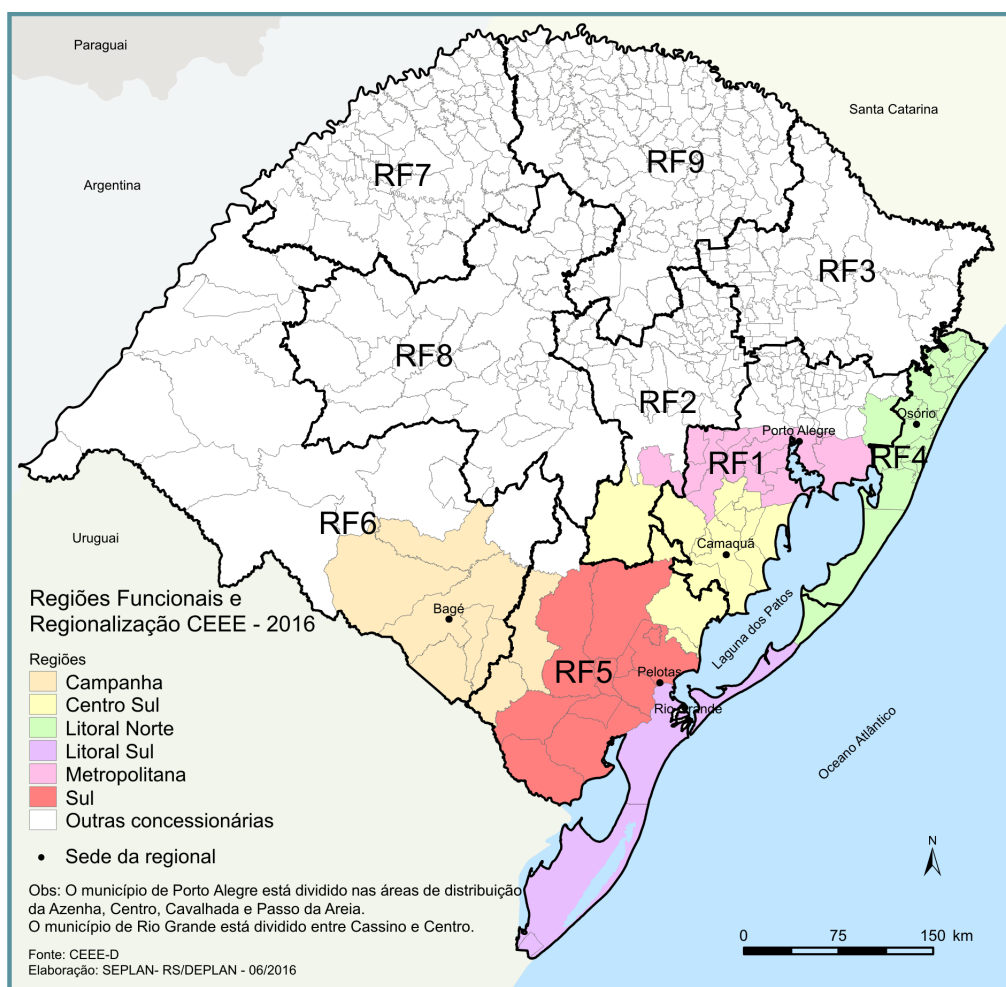 Paraguai
Santa Catarina
Argentina
RF7
RF9
RF3
RF8
RF2
Osório
Porto Alegre
RF4
RF1
RF6
Uruguai
Camaquã
Bagé
Laguna dos Patos
RF5
Pelotas
Rio Grande
Oceano Atlântico
Regiões Funcionais e
Regionalização CEEE - 2016
Regiões
Campanha
Centro Sul
Litoral Norte
Litoral Sul
Metropolitana
Sul
Outras concessionárias
Sede da regional
Obs: O município de Porto Alegre está dividido nas áreas de distribuição
da Azenha, Centro, Cavalhada e Passo da Areia.
O município de Rio Grande está dividido entre Cassino e Centro.
Fonte: CEEE-D
Elaboração: SEPLAN- RS/DEPLAN - 06/2016
N
0 75 150 km